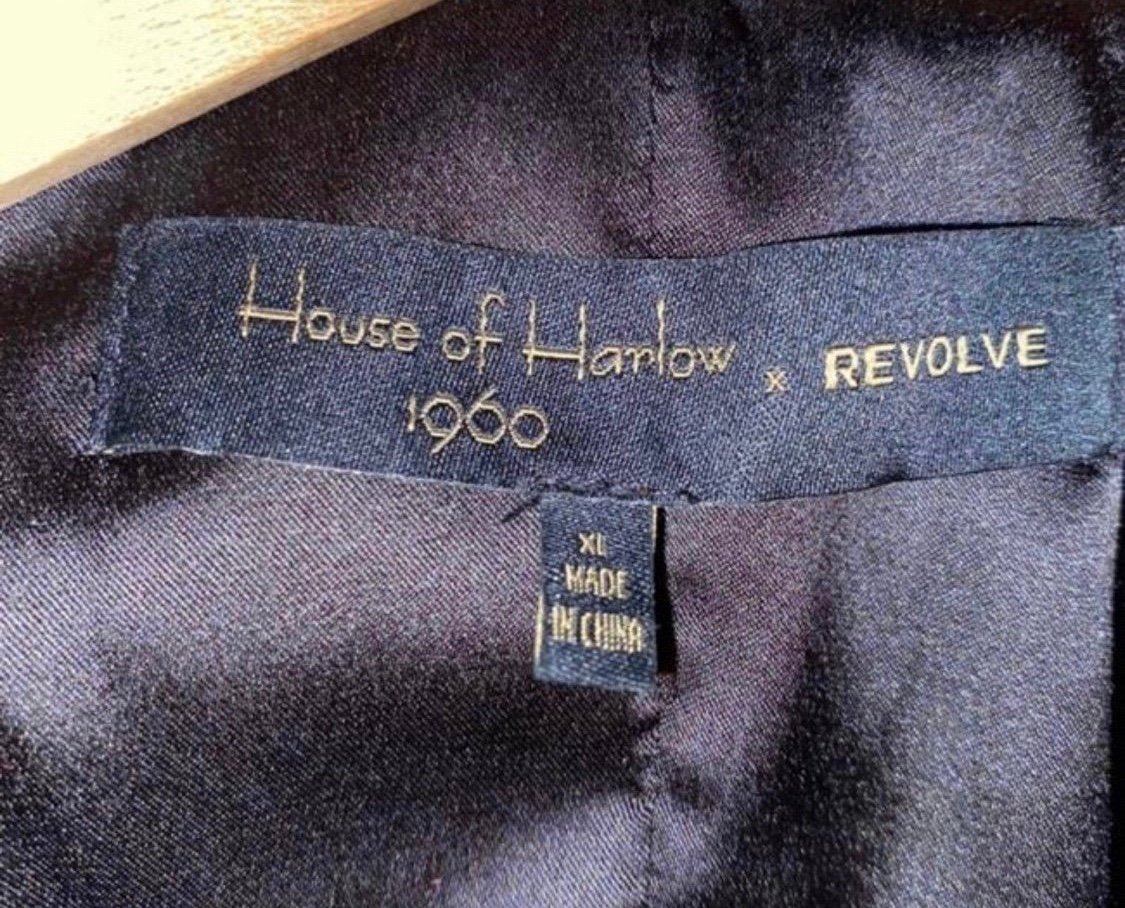 House of Harlow x REVOLVE
1960
XL
MADE
IN CHINA